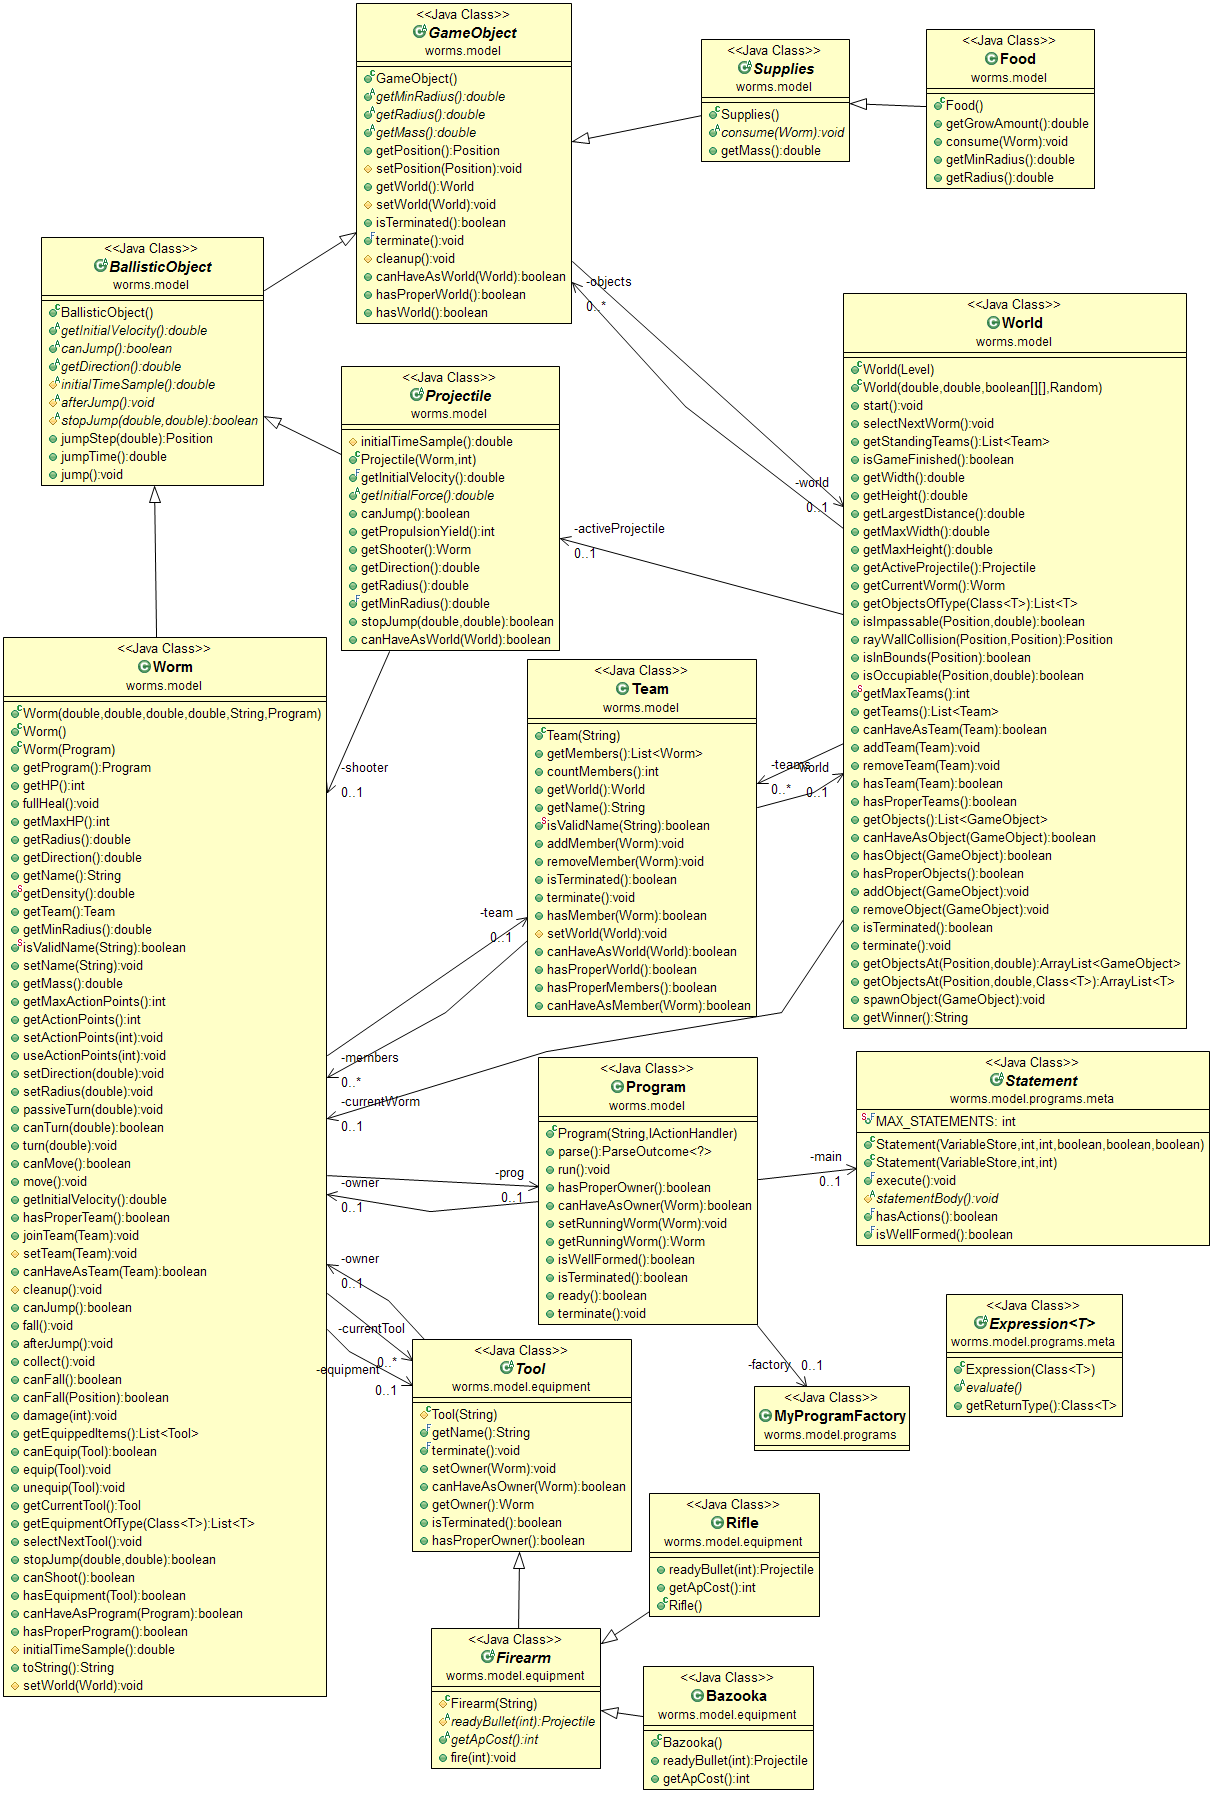 <<Java Class>>
GameObject
worms.model
GameObject()
getMinRadius():double
getRadius():double
getMass():double
getPosition():Position
setPosition(Position):void
getWorld():World
setWorld(World):void
isTerminated():boolean
terminate():void
cleanup():void
canHaveAsWorld(World):boolean
hasProperWorld():boolean
hasWorld():boolean
<<Java Class>>
Supplies
worms.model
Supplies()
consume(Worm):void
getMass():double
<<Java Class>>
Food
worms.model
Food()
getGrowAmount():double
consume(Worm):void
getMinRadius():double
getRadius():double
<<Java Class>>
BallisticObject
worms.model
BallisticObject()
getInitialVelocity():double
canJump():boolean
getDirection():double
initialTimeSample():double
afterJump():void
stopJump(double,double):boolean
jumpStep(double):Position
jumpTime():double
jump():void
-objects
0..*
-world
0..1
-activeProjectile
0..1
<<Java Class>>
Projectile
worms.model
initialTimeSample():double
Projectile(Worm,int)
getInitialVelocity():double
getInitialForce():double
canJump():boolean
getPropulsionYield():int
getShooter():Worm
getDirection():double
getRadius():double
getMinRadius():double
stopJump(double,double):boolean
canHaveAsWorld(World):boolean
<<Java Class>>
World
worms.model
World(Level)
World(double,double,boolean[][],Random)
start():void
selectNextWorm():void
getStandingTeams():List<Team>
isGameFinished():boolean
getWidth():double
getHeight():double
getLargestDistance():double
getMaxWidth():double
getMaxHeight():double
getActiveProjectile():Projectile
getCurrentWorm():Worm
getObjectsOfType(Class<T>):List<T>
isImpassable(Position,double):boolean
rayWallCollision(Position,Position):Position
isInBounds(Position):boolean
isOccupiable(Position,double):boolean
getMaxTeams():int
getTeams():List<Team>
canHaveAsTeam(Team):boolean
addTeam(Team):void
removeTeam(Team):void
hasTeam(Team):boolean
hasProperTeams():boolean
getObjects():List<GameObject>
canHaveAsObject(GameObject):boolean
hasObject(GameObject):boolean
hasProperObjects():boolean
addObject(GameObject):void
removeObject(GameObject):void
isTerminated():boolean
terminate():void
getObjectsAt(Position,double):ArrayList<GameObject>
getObjectsAt(Position,double,Class<T>):ArrayList<T>
spawnObject(GameObject):void
getWinner():String
<<Java Class>>
Worm
worms.model
Worm(double,double,double,double,String,Program)
Worm()
Worm(Program)
getProgram():Program
getHP():int
fullHeal():void
getMaxHP():int
getRadius():double
getDirection():double
getName():String
getDensity():double
getTeam():Team
getMinRadius():double
isValidName(String):boolean
setName(String):void
getMass():double
getMaxActionPoints():int
getActionPoints():int
setActionPoints(int):void
useActionPoints(int):void
setDirection(double):void
setRadius(double):void
passiveTurn(double):void
canTurn(double):boolean
turn(double):void
canMove():boolean
move():void
getInitialVelocity():double
hasProperTeam():boolean
joinTeam(Team):void
setTeam(Team):void
canHaveAsTeam(Team):boolean
cleanup():void
canJump():boolean
fall():void
afterJump():void
collect():void
canFall():boolean
canFall(Position):boolean
damage(int):void
getEquippedItems():List<Tool>
canEquip(Tool):boolean
equip(Tool):void
unequip(Tool):void
getCurrentTool():Tool
getEquipmentOfType(Class<T>):List<T>
selectNextTool():void
stopJump(double,double):boolean
canShoot():boolean
hasEquipment(Tool):boolean
canHaveAsProgram(Program):boolean
hasProperProgram():boolean
initialTimeSample():double
toString():String
setWorld(World):void
-shooter
0..1
<<Java Class>>
Team
worms.model
Team(String)
getMembers():List<Worm>
countMembers():int
getWorld():World
getName():String
isValidName(String):boolean
addMember(Worm):void
removeMember(Worm):void
isTerminated():boolean
terminate():void
hasMember(Worm):boolean
setWorld(World):void
canHaveAsWorld(World):boolean
hasProperWorld():boolean
hasProperMembers():boolean
canHaveAsMember(Worm):boolean
-teams
0..*
-world
0..1
-team
0..1
-members
0..*
-currentWorm
0..1
-prog
0..1
-owner
0..1
<<Java Class>>
Program
worms.model
Program(String,IActionHandler)
parse():ParseOutcome<?>
run():void
hasProperOwner():boolean
canHaveAsOwner(Worm):boolean
setRunningWorm(Worm):void
getRunningWorm():Worm
isWellFormed():boolean
isTerminated():boolean
ready():boolean
terminate():void
-main
0..1
<<Java Class>>
Statement
worms.model.programs.meta
MAX_STATEMENTS: int
Statement(VariableStore,int,int,boolean,boolean,boolean)
Statement(VariableStore,int,int)
execute():void
statementBody():void
hasActions():boolean
isWellFormed():boolean
<<Java Class>>
Expression<T>
worms.model.programs.meta
Expression(Class<T>)
evaluate()
getReturnType():Class<T>
-factory
0..1
<<Java Class>>
MyProgramFactory
worms.model.programs
-owner
0..1
-currentTool
0..*
-equipment
0..1
<<Java Class>>
Tool
worms.model.equipment
Tool(String)
getName():String
terminate():void
setOwner(Worm):void
canHaveAsOwner(Worm):boolean
getOwner():Worm
isTerminated():boolean
hasProperOwner():boolean
<<Java Class>>
Rifle
worms.model.equipment
readyBullet(int):Projectile
getApCost():int
Rifle()
<<Java Class>>
Firearm
worms.model.equipment
Firearm(String)
readyBullet(int):Projectile
getApCost():int
fire(int):void
<<Java Class>>
Bazooka
worms.model.equipment
Bazooka()
readyBullet(int):Projectile
getApCost():int